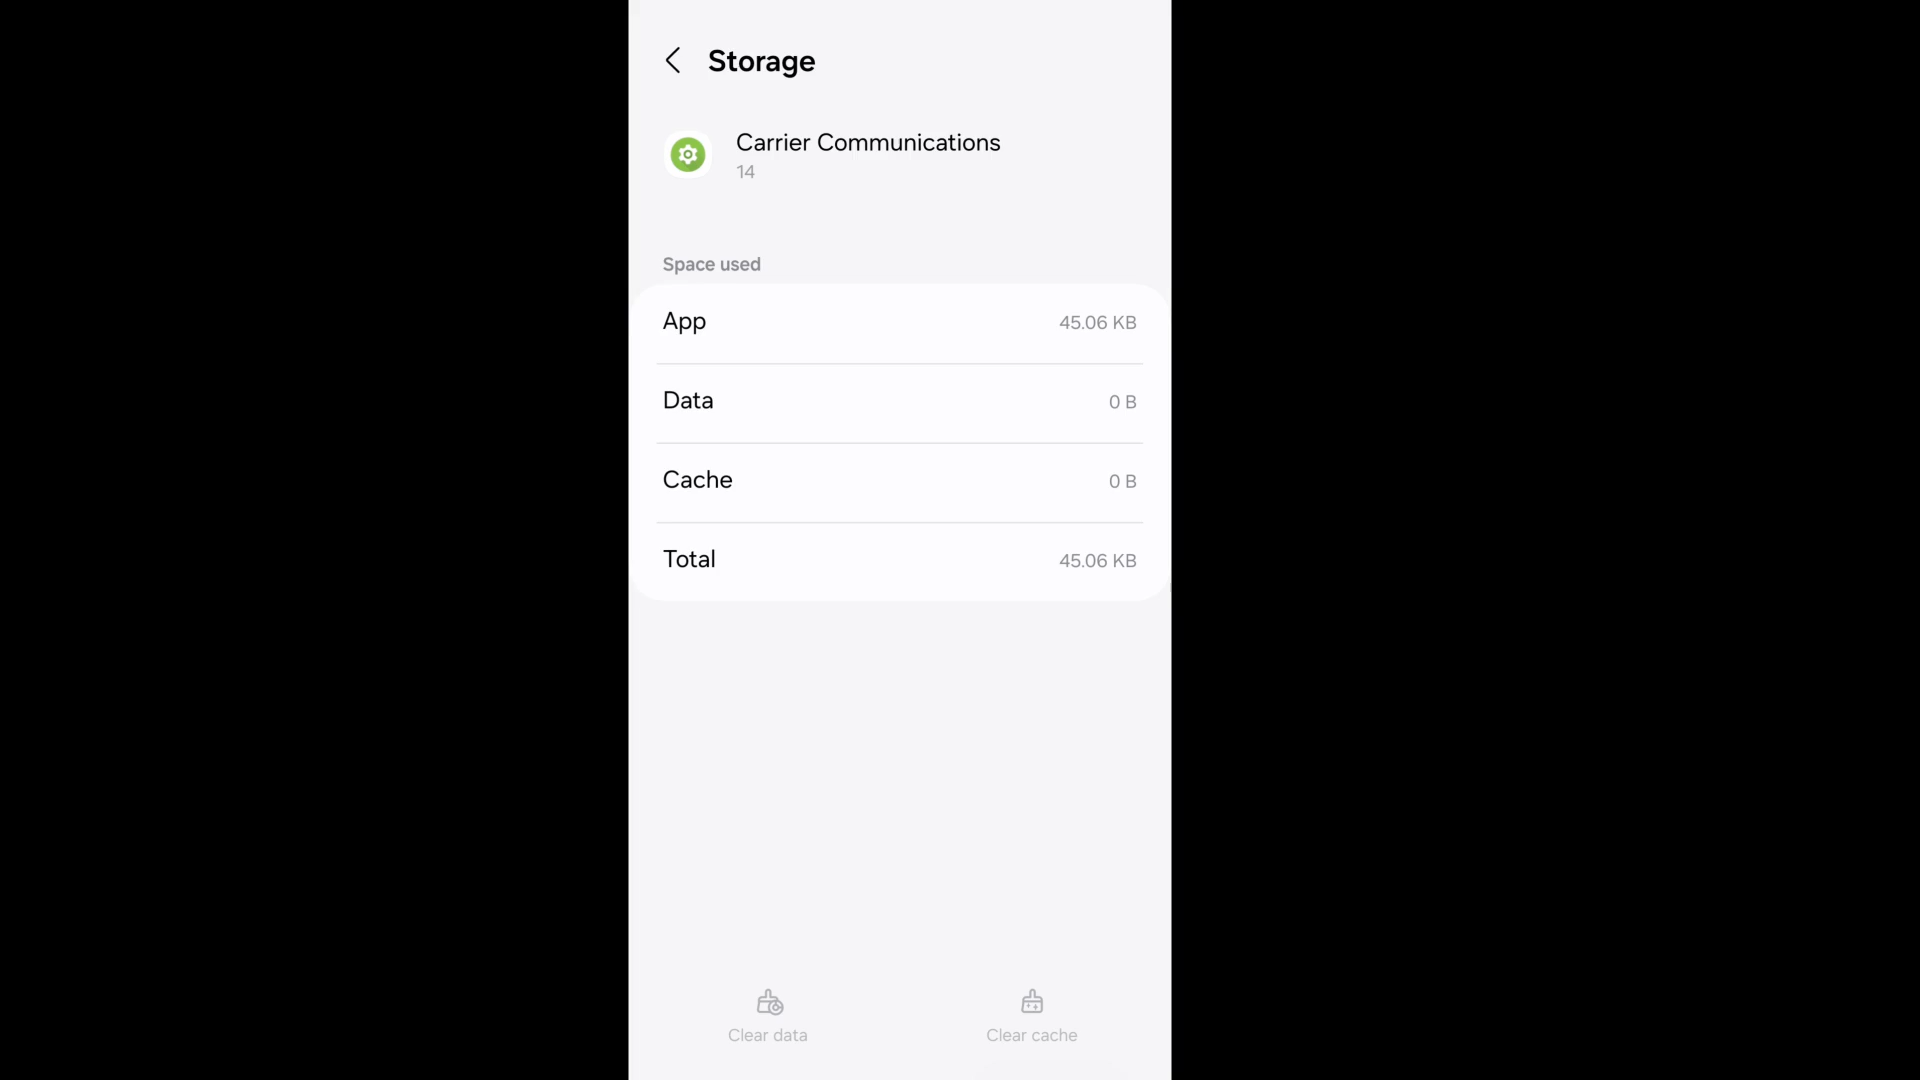 Storage
Carrier Communications
14
Space used
App 45.06 KB
Data 0 B
Cache 0 B
Total 45.06 KB
Clear data Clear cache